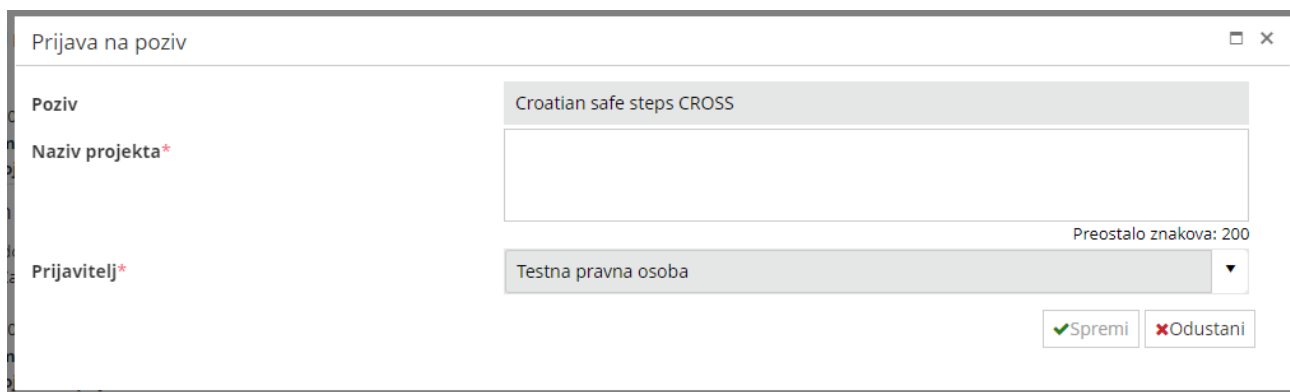 Prijava na poziv
Poziv
Croatian safe steps CROSS
Naziv projekta*
Preostalo znakova: 200
Prijavitelj*
Testna pravna osoba
Spremi Odustani